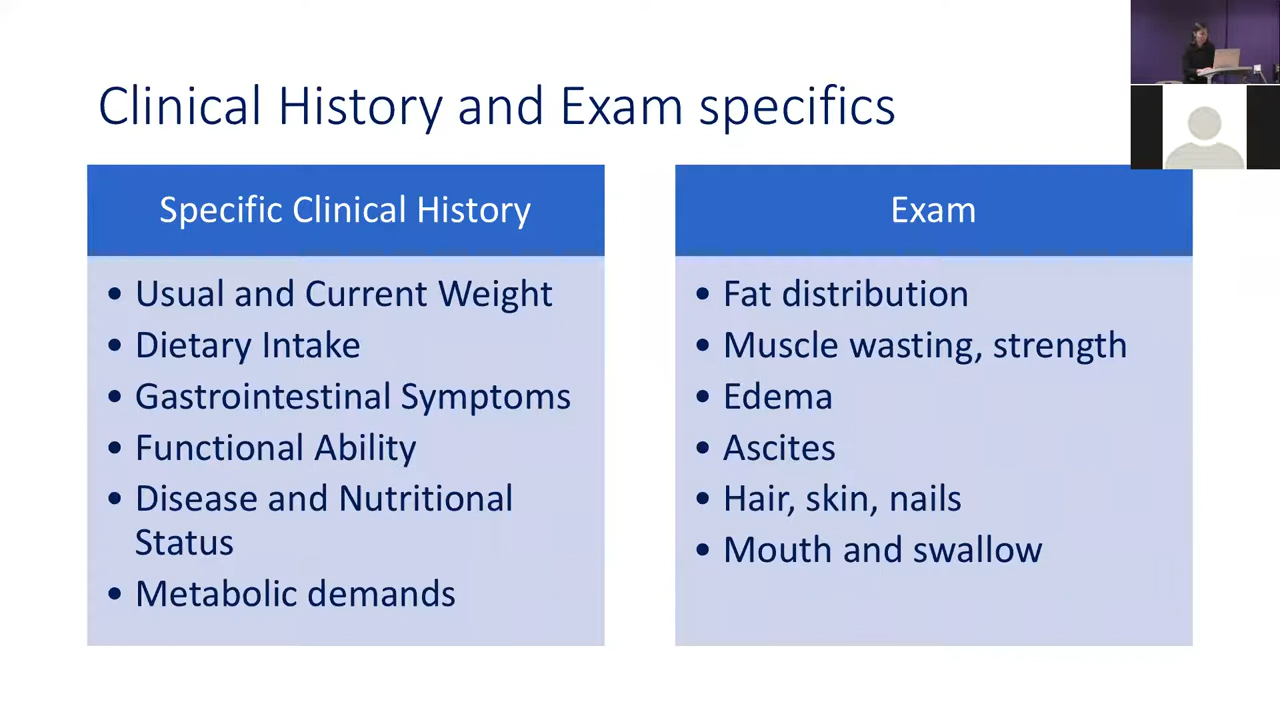 Clinical History and Exam specifics
Specific Clinical History
• Usual and Current Weight
• Dietary Intake
• Gastrointestinal Symptoms
• Functional Ability
• Disease and Nutritional
Status
• Metabolic demands
Exam
• Fat distribution
• Muscle wasting, strength
• Edema
• Ascites
• Hair, skin, nails
• Mouth and swallow